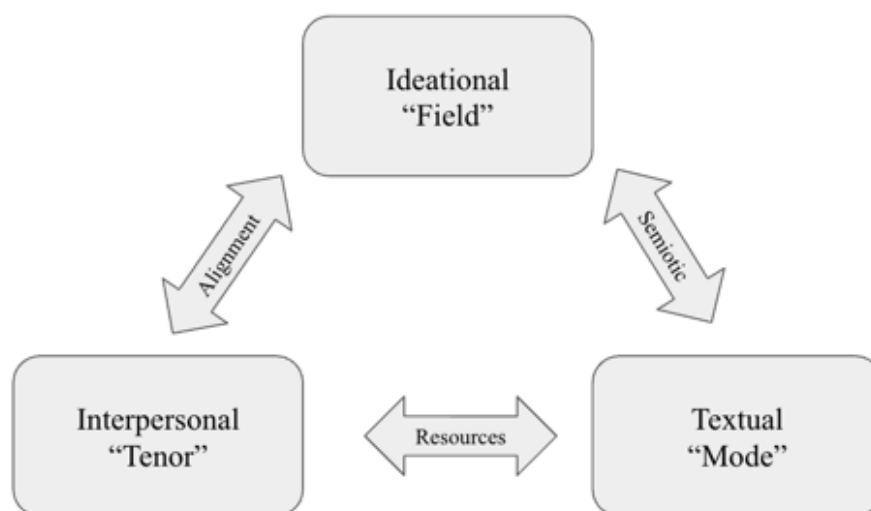 Ideational
“Field”
Alignment
Semiotic
Interpersonal
“Tenor”
Resources
Textual
“Mode”